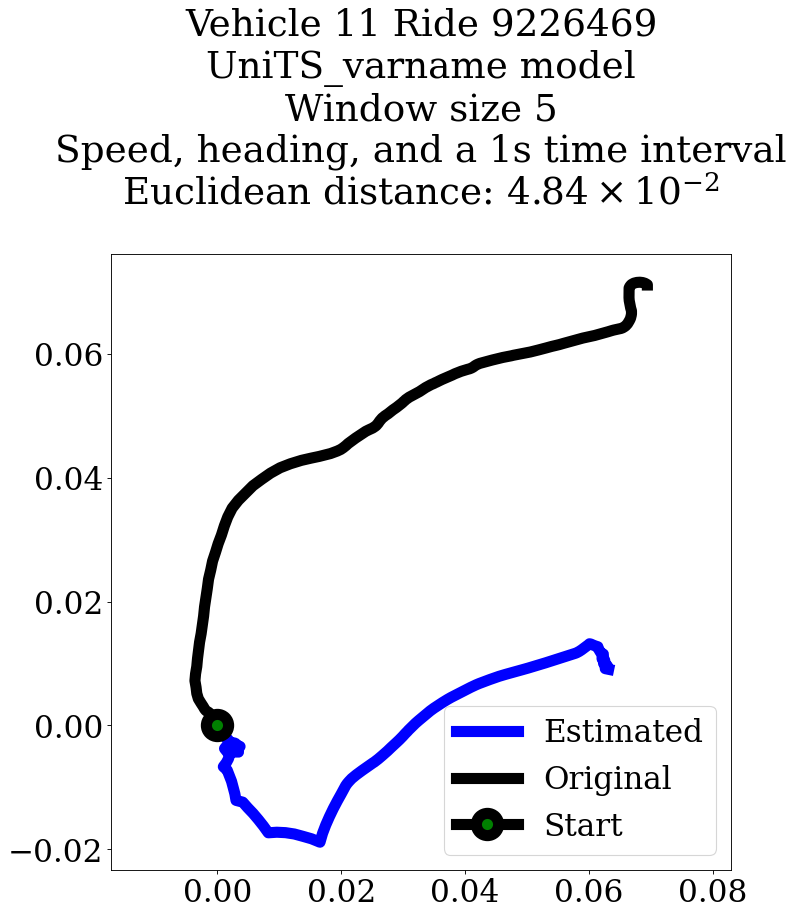 Vehicle 11 Ride 9226469
UniTS_varname model
Window size 5
Speed, heading, and a 1s time interval
Euclidean distance: 4.84 × 10⁻²
0.06
0.04
0.02
0.00
−0.02
Estimated
Original
Start
0.00 0.02 0.04 0.06 0.08